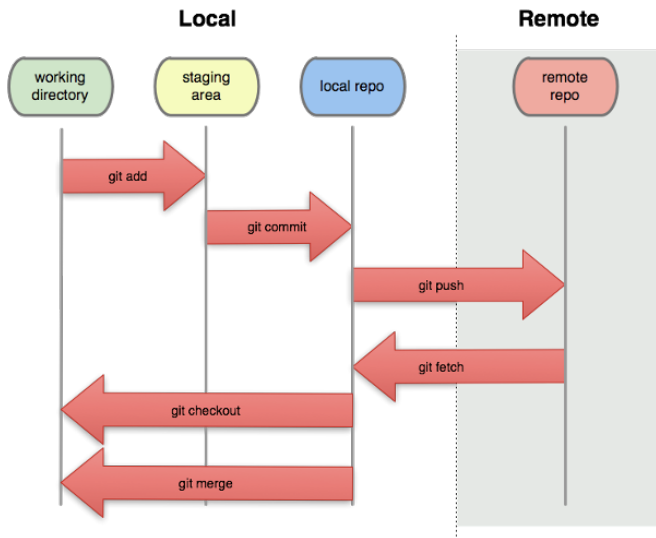 Local
Remote
working
directory
staging
area
local repo
remote
repo
git add
git commit
git push
git fetch
git checkout
git merge